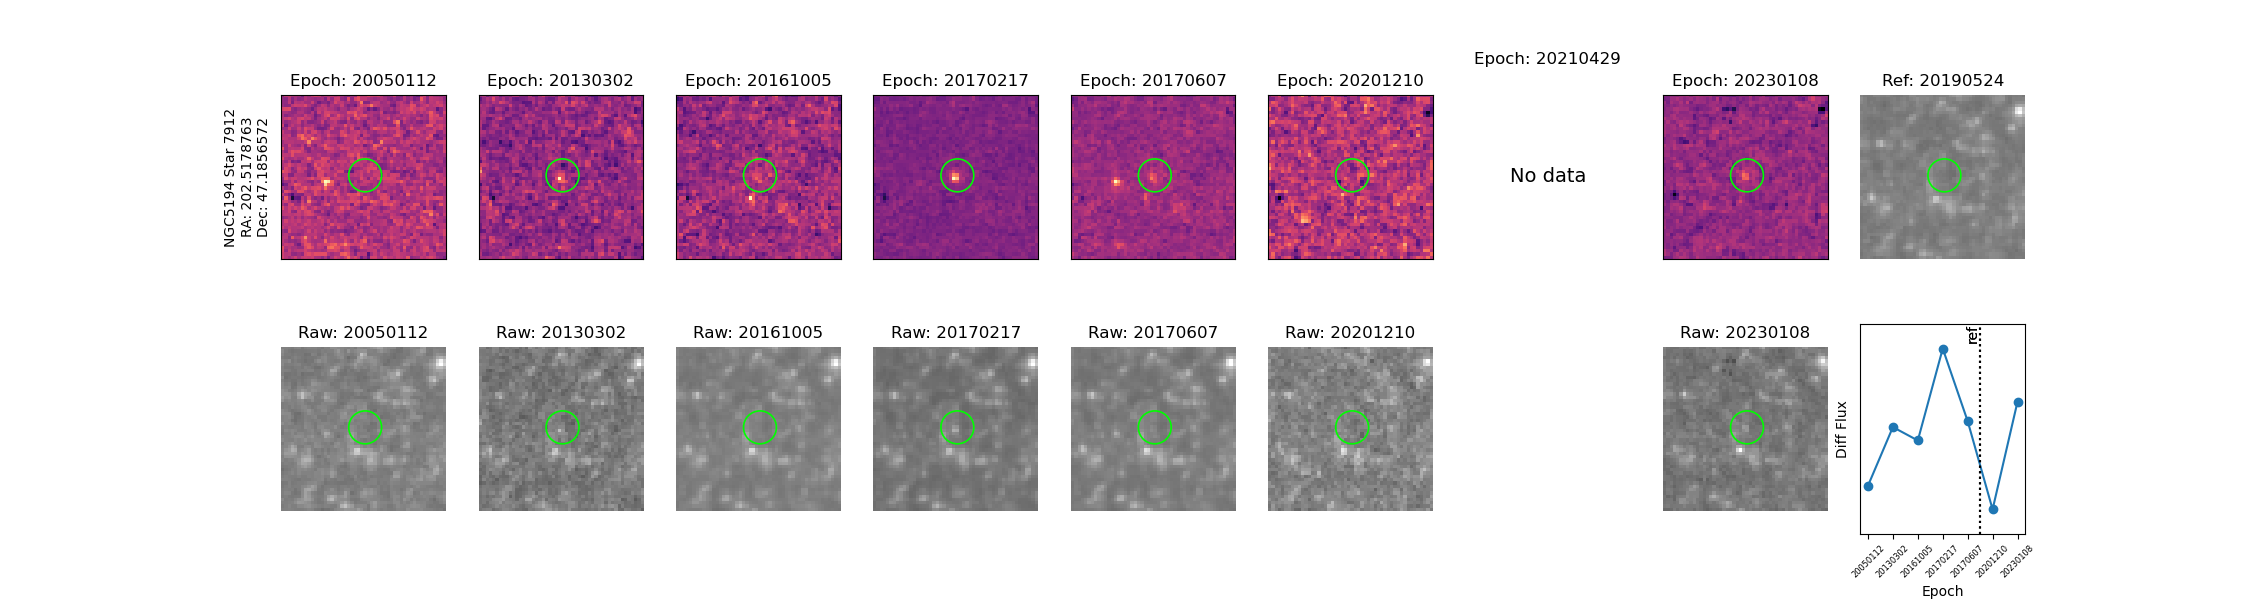 Epoch: 20050112
Epoch: 20130302
Epoch: 20161005
Epoch: 20170217
Epoch: 20170607
Epoch: 20201210
Epoch: 20210429
Epoch: 20230108
Ref: 20190524
NGC5194 Star 7912
RA: 202.5178763
Dec: 47.1856572
No data
Raw: 20050112
Raw: 20130302
Raw: 20161005
Raw: 20170217
Raw: 20170607
Raw: 20201210
Raw: 20230108
ref
Diff Flux
20050112
20130302
20161005
20170217
20170607
20201210
20230108
Epoch